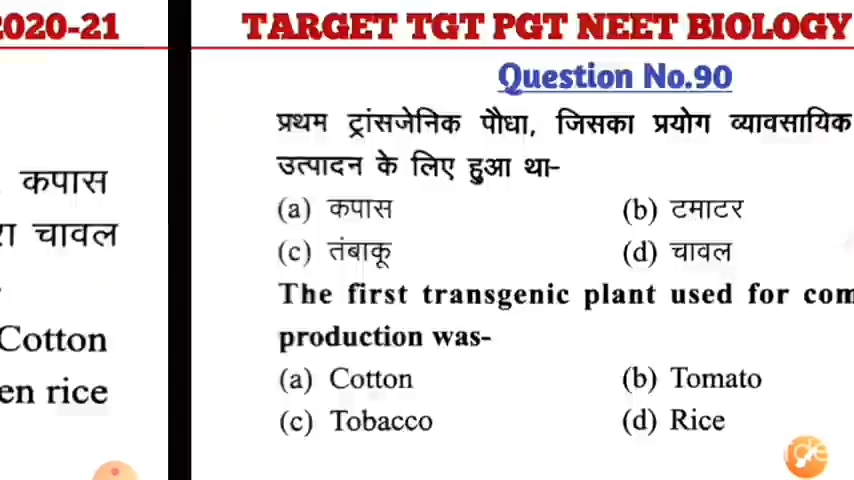 2020-21
कपास
चावल
Cotton
en rice
TARGET TGT PGT NEET BIOLOGY
Question No.90
प्रथम ट्रांसजेनिक पौधा, जिसका प्रयोग व्यावसायिक
उत्पादन के लिए हुआ था-
(a) कपास (b) टमाटर
(c) तंबाकू (d) चावल
The first transgenic plant used for com
production was-
(a) Cotton (b) Tomato
(c) Tobacco (d) Rice